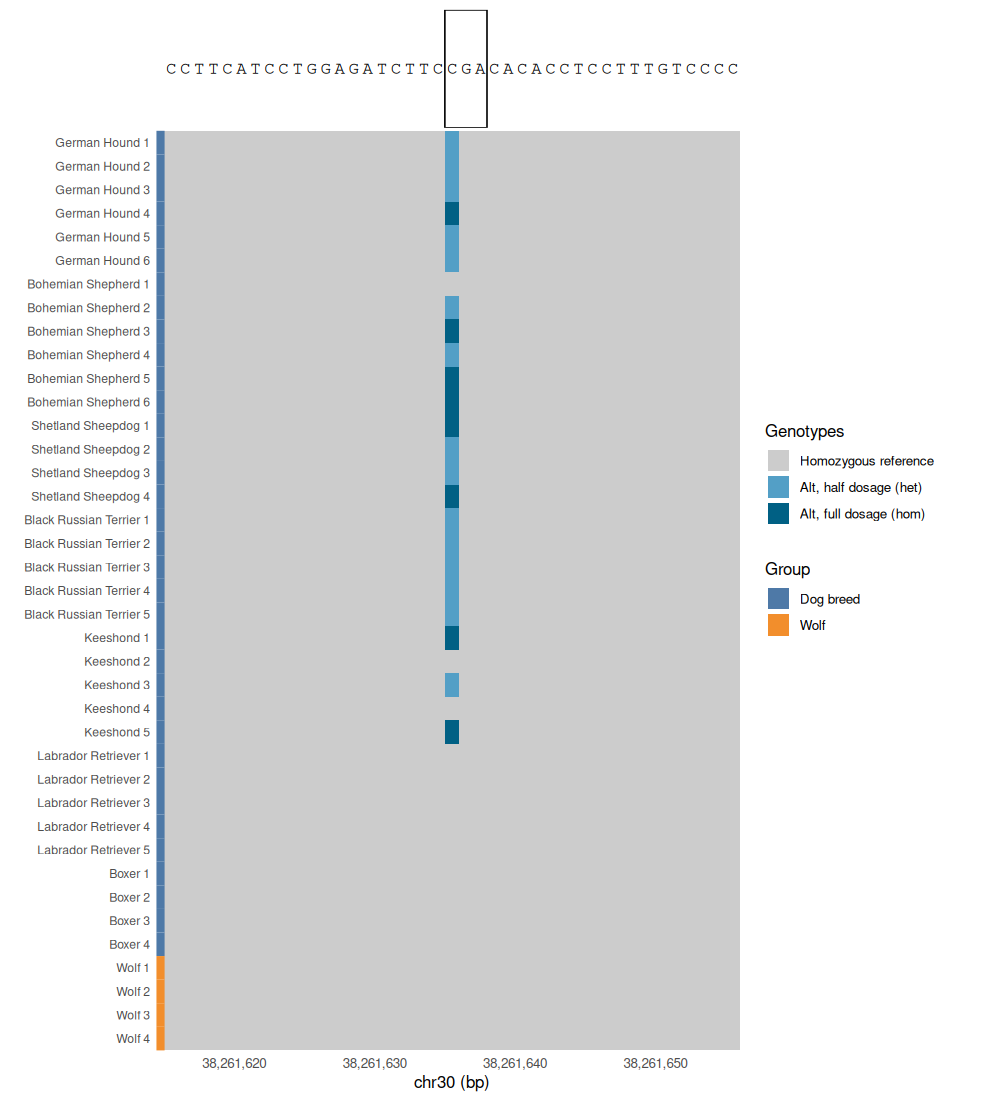 C C T T C A T C C T G G A G A T C T T C C G A C A C A C C T C C T T T G T C C C C
German Hound 1
German Hound 2
German Hound 3
German Hound 4
German Hound 5
German Hound 6
Bohemian Shepherd 1
Bohemian Shepherd 2
Bohemian Shepherd 3
Bohemian Shepherd 4
Bohemian Shepherd 5
Bohemian Shepherd 6
Shetland Sheepdog 1
Shetland Sheepdog 2
Shetland Sheepdog 3
Shetland Sheepdog 4
Black Russian Terrier 1
Black Russian Terrier 2
Black Russian Terrier 3
Black Russian Terrier 4
Black Russian Terrier 5
Keeshond 1
Keeshond 2
Keeshond 3
Keeshond 4
Keeshond 5
Labrador Retriever 1
Labrador Retriever 2
Labrador Retriever 3
Labrador Retriever 4
Labrador Retriever 5
Boxer 1
Boxer 2
Boxer 3
Boxer 4
Wolf 1
Wolf 2
Wolf 3
Wolf 4
38,261,620 38,261,630 38,261,640 38,261,650
chr30 (bp)
Genotypes
Homozygous reference
Alt, half dosage (het)
Alt, full dosage (hom)
Group
Dog breed
Wolf